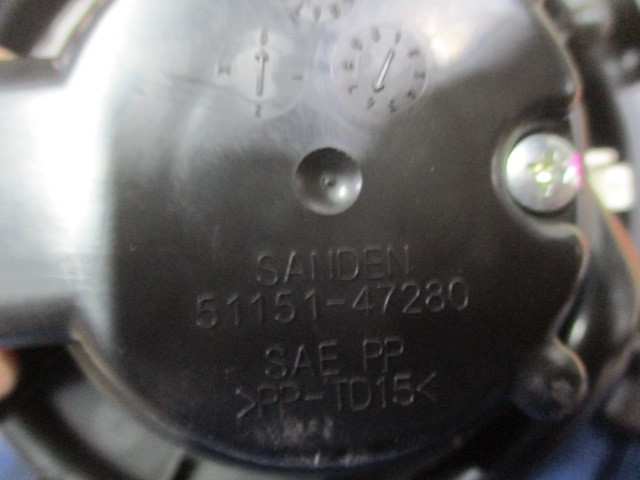 SANDEN
51151-47280
SAE PP
>PP-TD15<